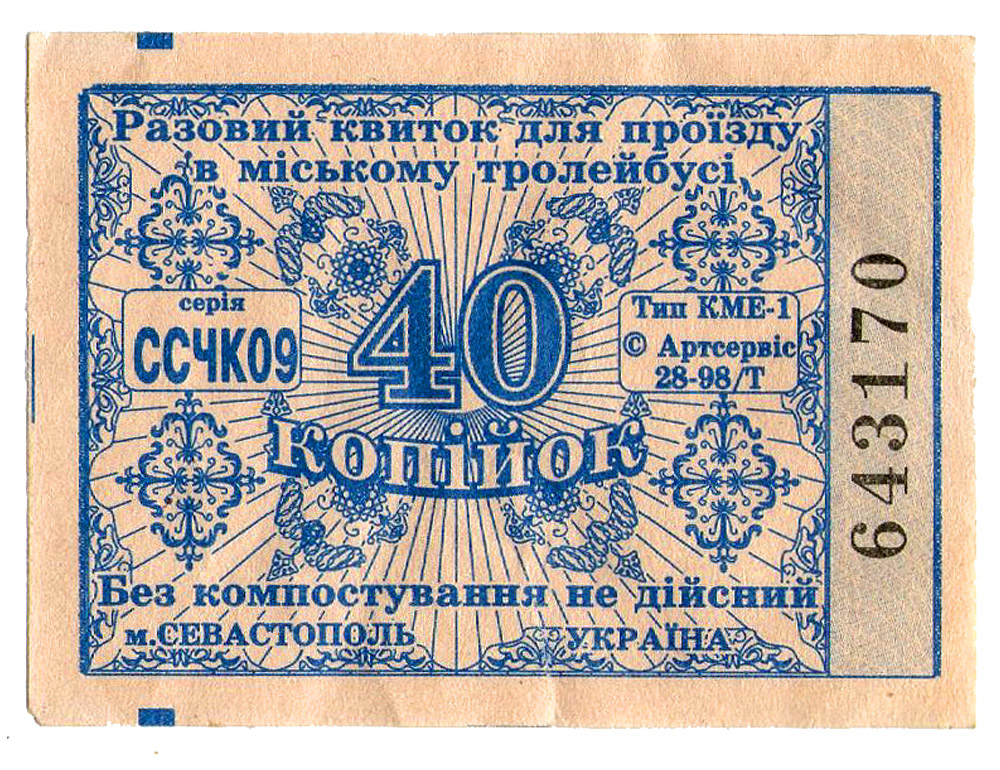 Разовий квиток для проїзду
в міському тролейбусі
серія
ССЧК09
40
копійок
Тип КМЕ-1
© Артсервіс
28-98/Т
Без компостування не дійсний
м.СЕВАСТОПОЛЬ
УКРАЇНА
643170